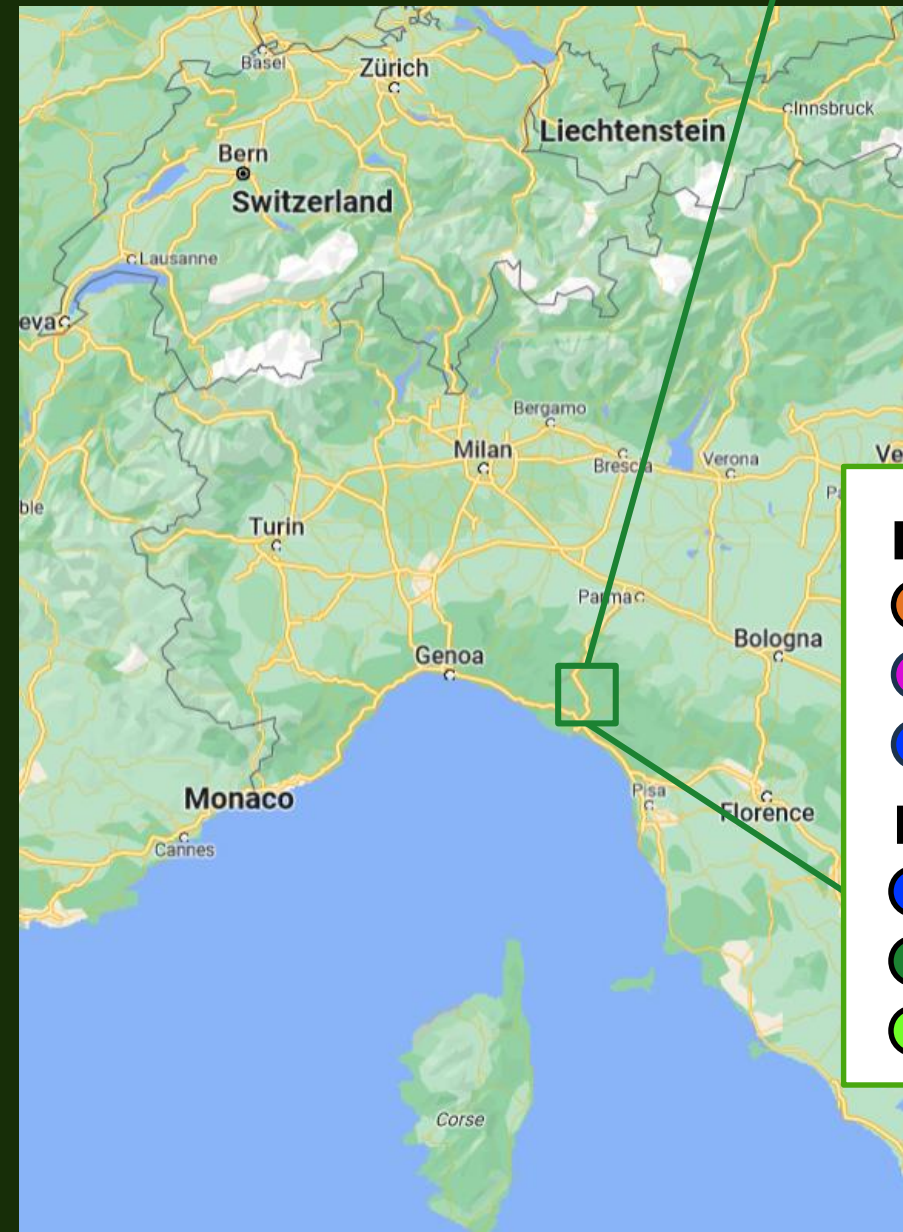 Basel
Zürich
Innsbruck
Liechtenstein
Bern
Switzerland
Lausanne
eva
Bergamo
Milan
Brescia
Verona
Ve
P
ble
Turin
Parma
Bologna
Genoa
Pisa
Monaco
Florence
Cannes
Corse